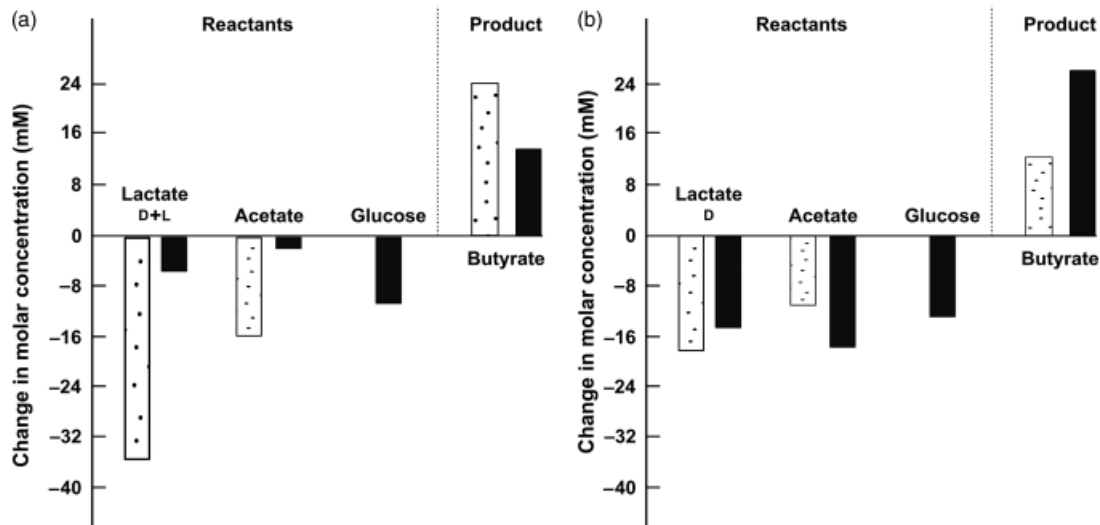 (a)
Reactants
Product
Change in molar concentration (mM)
24
16
8
0
–8
–16
–24
–32
–40
Lactate
D+L
Acetate
Glucose
Butyrate
(b)
Reactants
Product
Change in molar concentration (mM)
24
16
8
0
–8
–16
–24
–32
–40
Lactate
D
Acetate
Glucose
Butyrate